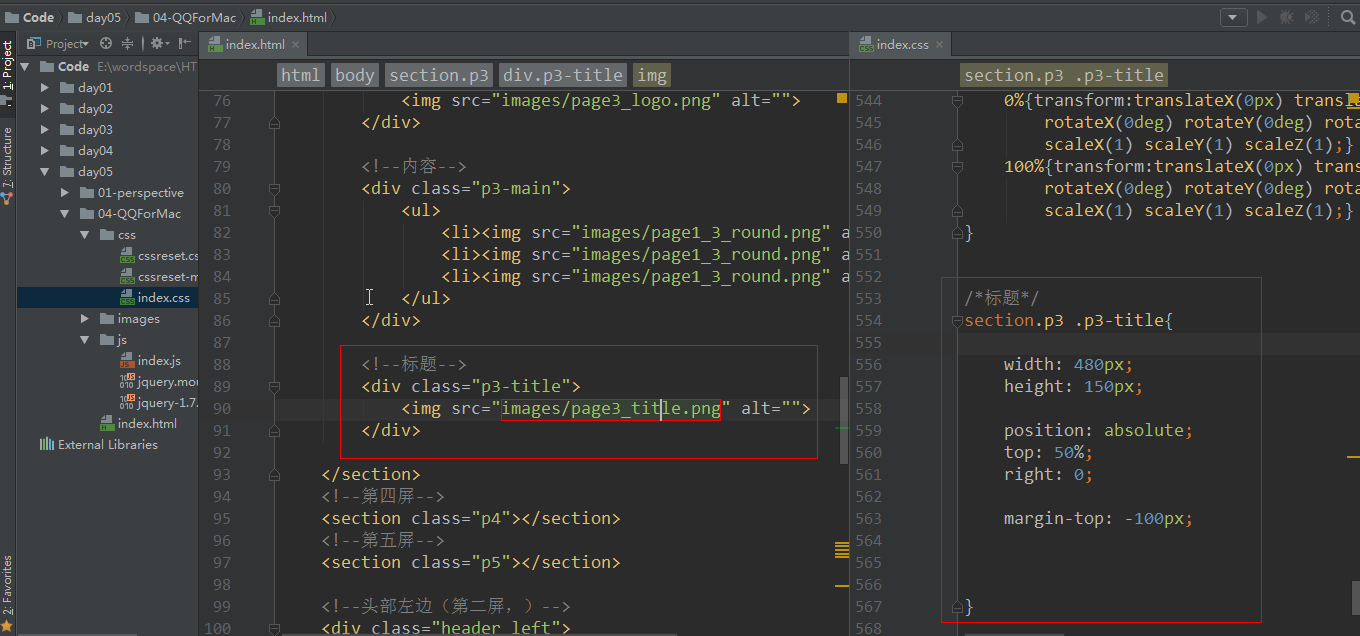 Code day05 04-QQForMac index.html
1: Project
7: Structure
2: Favorites
Project
Code E:\wordspace\HT
day01
day02
day03
day04
day05
01-perspective
04-QQForMac
css
cssreset.cs
cssreset-m
index.css
images
js
index.js
jquery.mou
jquery-1.7.
index.html
External Libraries
index.html
html body section.p3 div.p3-title img
76 <img src="images/page3_logo.png" alt="">
77 </div>
78
79 <!--内容-->
80 <div class="p3-main">
81 <ul>
82 <li><img src="images/page1_3_round.png" a
83 <li><img src="images/page1_3_round.png" a
84 <li><img src="images/page1_3_round.png" a
85 </ul>
86 </div>
87
88 <!--标题-->
89 <div class="p3-title">
90 <img src="images/page3_title.png" alt="">
91 </div>
92
93 </section>
94 <!--第四屏-->
95 <section class="p4"></section>
96 <!--第五屏-->
97 <section class="p5"></section>
98
99 <!--头部左边（第二屏，）-->
100 <div class="header left">
index.css
section.p3 .p3-title
544 0%{transform:translateX(0px) transl
545 rotateX(0deg) rotateY(0deg) rota
546 scaleX(1) scaleY(1) scaleZ(1);}
547 100%{transform:translateX(0px) trans
548 rotateX(0deg) rotateY(0deg) rota
549 scaleX(1) scaleY(1) scaleZ(1);}
550 }
551
552
553 /*标题*/
554 section.p3 .p3-title{
555
556 width: 480px;
557 height: 150px;
558
559 position: absolute;
560 top: 50%;
561 right: 0;
562
563 margin-top: -100px;
564
565
566
567 }
568